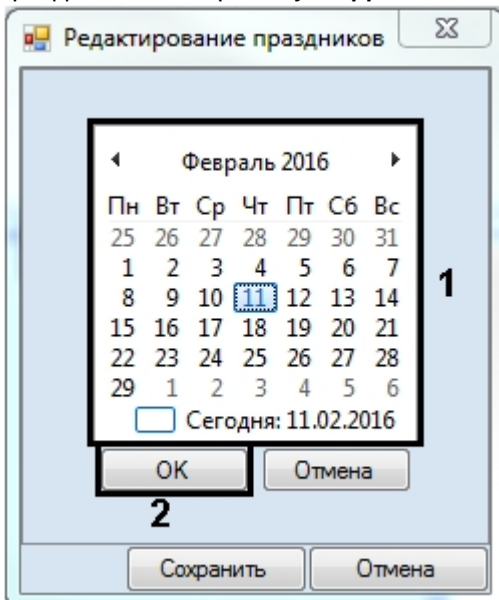 Редактирование праздников
Февраль 2016
Пн Вт Ср Чт Пт Сб Вс
25 26 27 28 29 30 31
1 2 3 4 5 6 7
8 9 10 11 12 13 14
15 16 17 18 19 20 21
22 23 24 25 26 27 28
29 1 2 3 4 5 6
Сегодня: 11.02.2016
1
OK Отмена
2
Сохранить Отмена